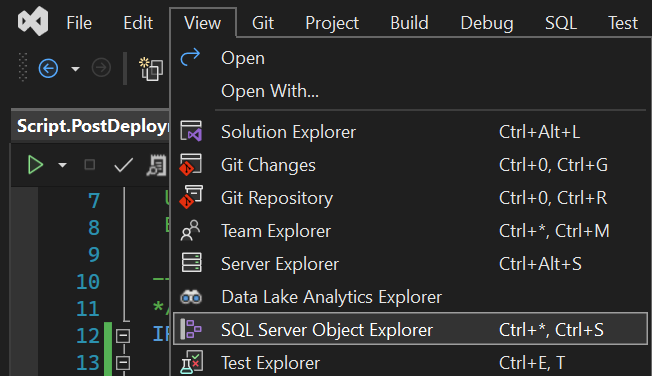 File Edit View Git Project Build Debug SQL Test
Open
Open With...
Script.PostDeploy
Solution Explorer Ctrl+Alt+L
Git Changes Ctrl+0, Ctrl+G
7
Git Repository Ctrl+0, Ctrl+R
8
Team Explorer Ctrl+*, Ctrl+M
9
Server Explorer Ctrl+Alt+S
10 --
Data Lake Analytics Explorer
11 */
12 IF
SQL Server Object Explorer Ctrl+*, Ctrl+S
13
Test Explorer Ctrl+E, T